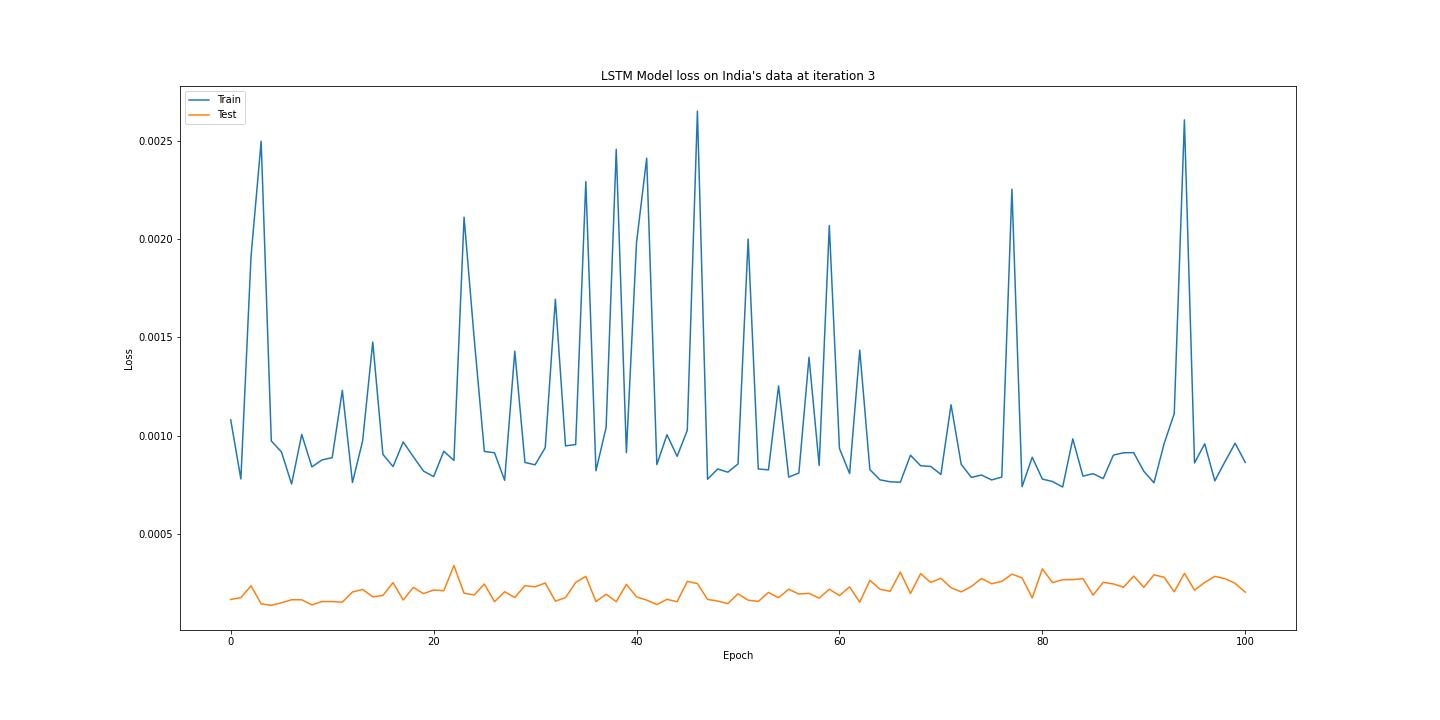 LSTM Model loss on India's data at iteration 3
Train
Test
0.0025
0.0020
0.0015
0.0010
0.0005
Loss
0 20 40 60 80 100
Epoch